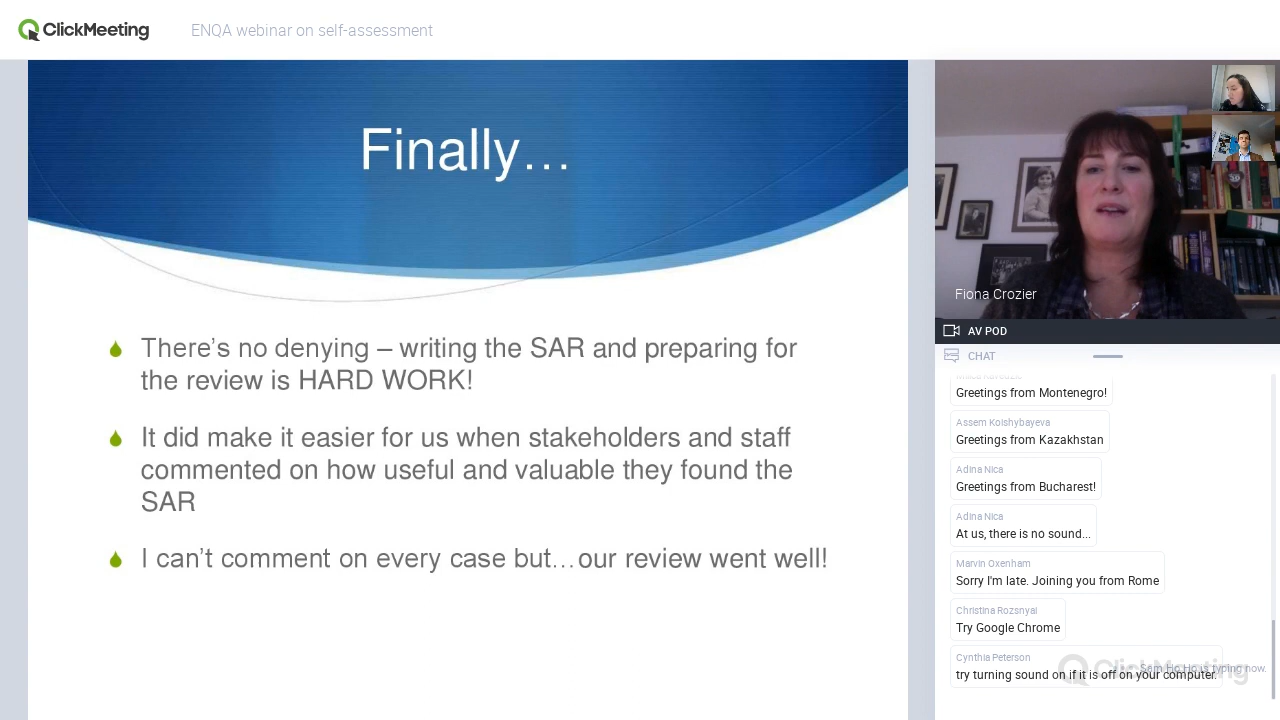 ClickMeeting
ENQA webinar on self-assessment
Finally…
There’s no denying – writing the SAR and preparing for
the review is HARD WORK!
It did make it easier for us when stakeholders and staff
commented on how useful and valuable they found the
SAR
I can’t comment on every case but…our review went well!
Fiona Crozier
AV POD
CHAT
Greetings from Montenegro!
Assem Koishybayeva
Greetings from Kazakhstan
Adina Nica
Greetings from Bucharest!
Adina Nica
At us, there is no sound...
Marvin Oxenham
Sorry I'm late. Joining you from Rome
Christina Rozsnyai
Try Google Chrome
Cynthia Peterson
try turning sound on if it is off on your computer.
ClickMeeting
is typing now.